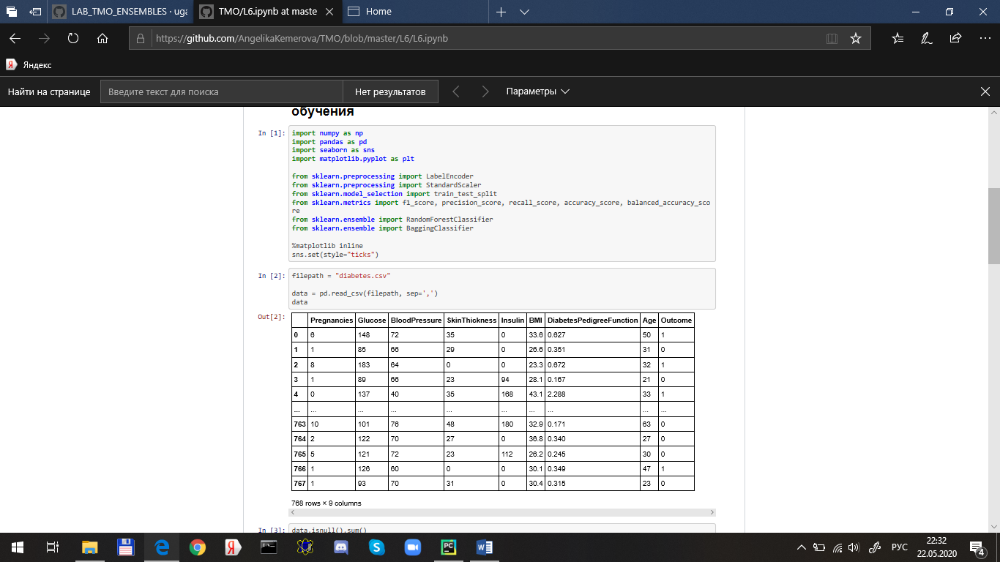 LAB_TMO_ENSEMBLES · uga
TMO/L6.ipynb at maste
Home
https://github.com/AngelikaKemerova/TMO/blob/master/L6/L6.ipynb
Яндекс
Найти на странице
Введите текст для поиска
Нет результатов
Параметры
обучения
In [1]:
import numpy as np
import pandas as pd
import seaborn as sns
import matplotlib.pyplot as plt
from sklearn.preprocessing import LabelEncoder
from sklearn.preprocessing import StandardScaler
from sklearn.model_selection import train_test_split
from sklearn.metrics import f1_score, precision_score, recall_score, accuracy_score, balanced_accuracy_sco
re
from sklearn.ensemble import RandomForestClassifier
from sklearn.ensemble import BaggingClassifier
%matplotlib inline
sns.set(style="ticks")
In [2]:
filepath = "diabetes.csv"
data = pd.read_csv(filepath, sep=',')
data
Out[2]:
Pregnancies Glucose BloodPressure SkinThickness Insulin BMI DiabetesPedigreeFunction Age Outcome
0 6 148 72 35 0 33.6 0.627 50 1
1 1 85 66 29 0 26.6 0.351 31 0
2 8 183 64 0 0 23.3 0.672 32 1
3 1 89 66 23 94 28.1 0.167 21 0
4 0 137 40 35 168 43.1 2.288 33 1
... ... ... ... ... ... ... ... ... ...
763 10 101 76 48 180 32.9 0.171 63 0
764 2 122 70 27 0 36.8 0.340 27 0
765 5 121 72 23 112 26.2 0.245 30 0
766 1 126 60 0 0 30.1 0.349 47 1
767 1 93 70 31 0 30.4 0.315 23 0
768 rows × 9 columns
In [3]:
data.isnull().sum()
РУС
22:32
22.05.2020
4